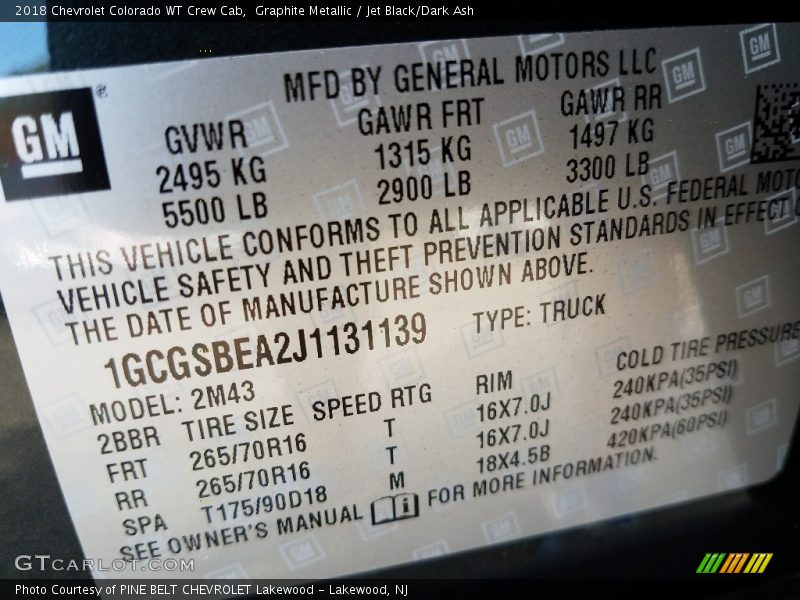 2018 Chevrolet Colorado WT Crew Cab,  Graphite Metallic / Jet Black/Dark Ash
MFD BY GENERAL MOTORS LLC
GM®
GVWR GAWR FRT GAWR RR
2495 KG 1315 KG 1497 KG
5500 LB 2900 LB 3300 LB
THIS VEHICLE CONFORMS TO ALL APPLICABLE U.S. FEDERAL MOTO
VEHICLE SAFETY AND THEFT PREVENTION STANDARDS IN EFFECT
THE DATE OF MANUFACTURE SHOWN ABOVE.
1GCGSBEA2J1131139 TYPE: TRUCK
MODEL: 2M43
2BBR TIRE SIZE SPEED RTG RIM COLD TIRE PRESSURE
FRT 265/70R16 T 16X7.0J 240KPA(35PSI)
RR 265/70R16 T 16X7.0J 240KPA(35PSI)
SPA T175/90D18 M 18X4.5B 420KPA(60PSI)
SEE OWNER'S MANUAL FOR MORE INFORMATION.
GTCARLOT.COM
Photo Courtesy of PINE BELT CHEVROLET Lakewood - Lakewood, NJ